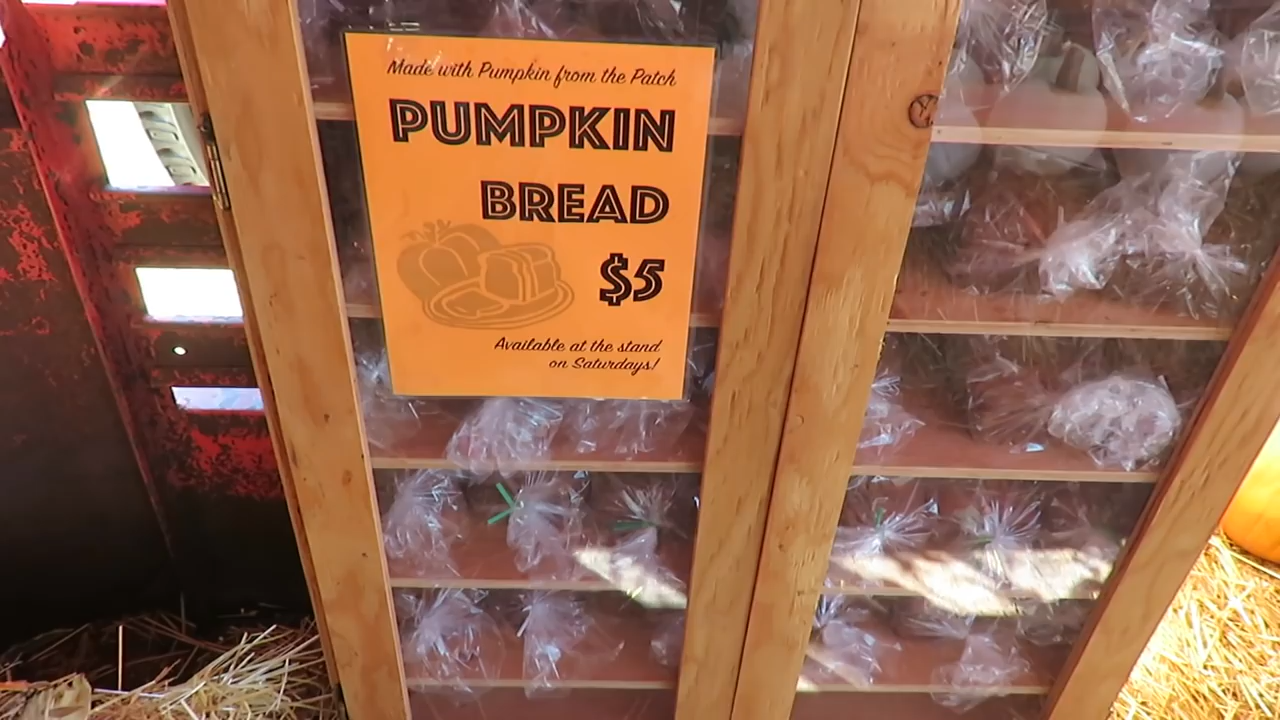 Made with Pumpkin from the Patch
PUMPKIN
BREAD
$5
Available at the stand
on Saturdays!